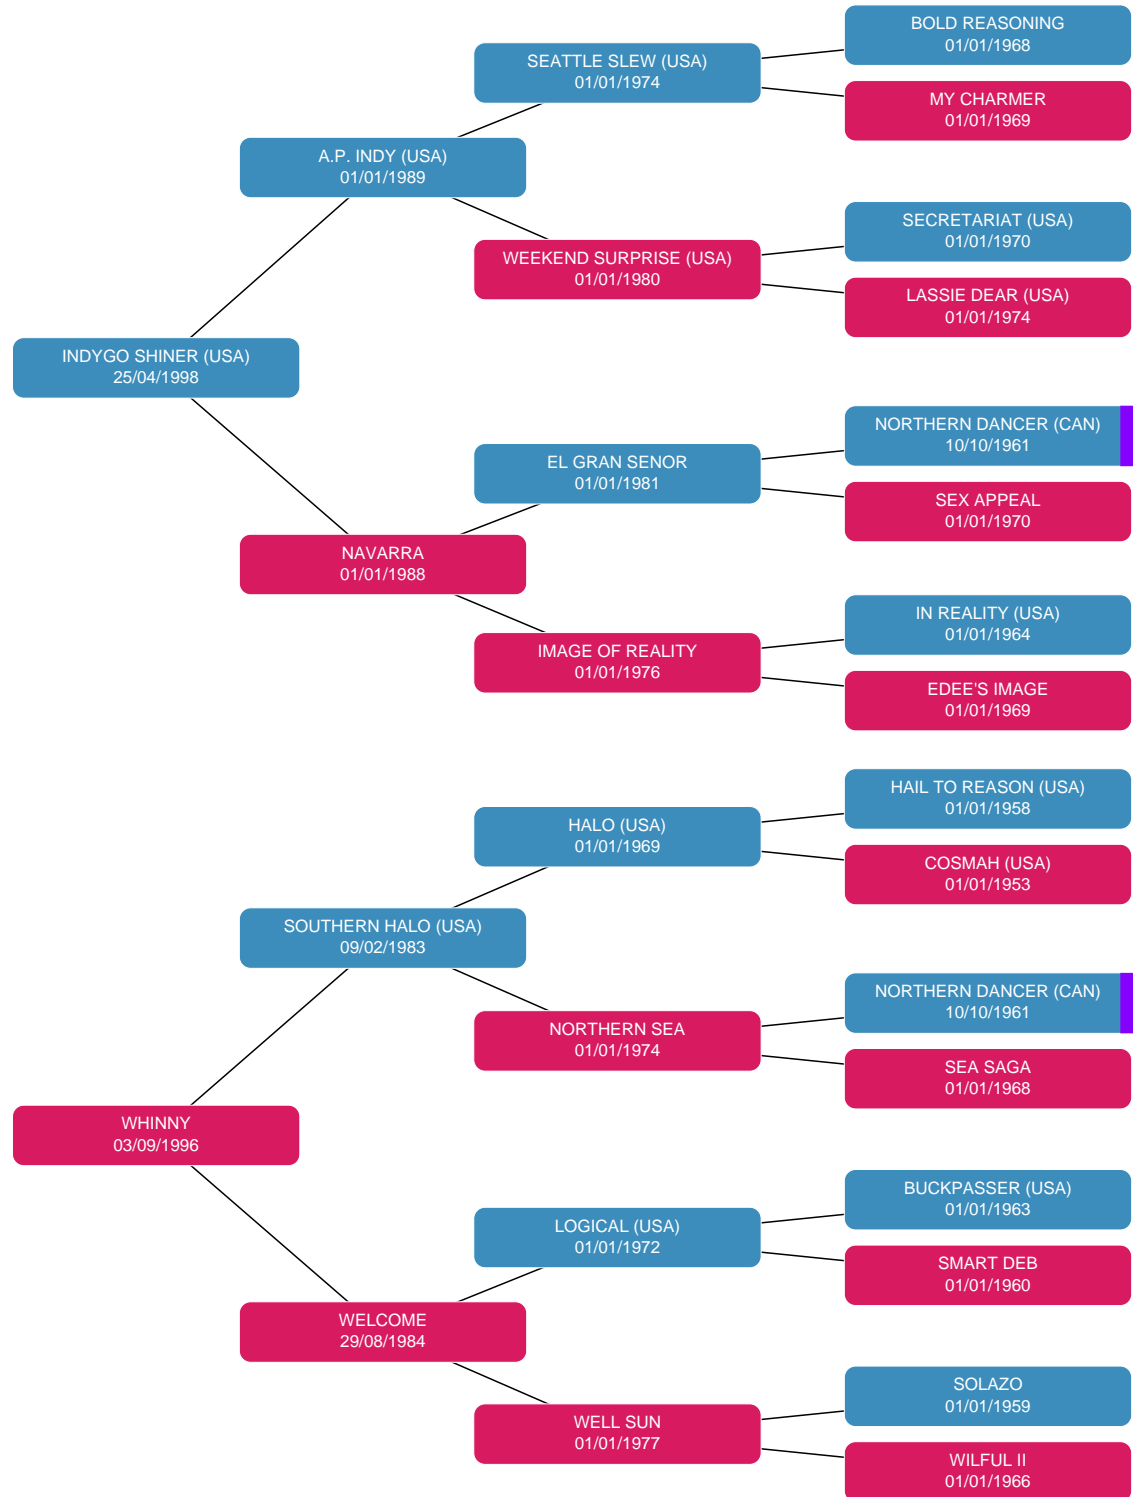 BOLD REASONING
01/01/1968
SEATTLE SLEW (USA)
01/01/1974
MY CHARMER
01/01/1969
A.P. INDY (USA)
01/01/1989
SECRETARIAT (USA)
01/01/1970
WEEKEND SURPRISE (USA)
01/01/1980
LASSIE DEAR (USA)
01/01/1974
INDYGO SHINER (USA)
25/04/1998
NORTHERN DANCER (CAN)
10/10/1961
EL GRAN SENOR
01/01/1981
SEX APPEAL
01/01/1970
NAVARRA
01/01/1988
IN REALITY (USA)
01/01/1964
IMAGE OF REALITY
01/01/1976
EDEE'S IMAGE
01/01/1969
HAIL TO REASON (USA)
01/01/1958
HALO (USA)
01/01/1969
COSMAH (USA)
01/01/1953
SOUTHERN HALO (USA)
09/02/1983
NORTHERN DANCER (CAN)
10/10/1961
NORTHERN SEA
01/01/1974
SEA SAGA
01/01/1968
WHINNY
03/09/1996
BUCKPASSER (USA)
01/01/1963
LOGICAL (USA)
01/01/1972
SMART DEB
01/01/1960
WELCOME
29/08/1984
SOLAZO
01/01/1959
WELL SUN
01/01/1977
WILFUL II
01/01/1966